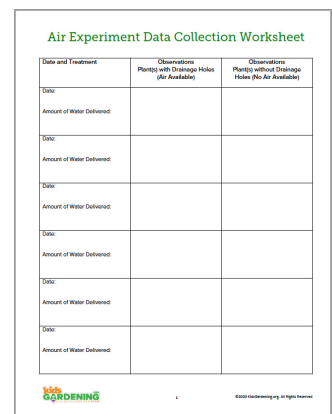 Air Experiment Data Collection Worksheet
Date and Treatment
Observations
Plant(s) with Drainage Holes
(Air Available)
Observations
Plant(s) without Drainage
Holes (No Air Available)
Date:
Amount of Water Delivered:
Date:
Amount of Water Delivered:
Date:
Amount of Water Delivered:
Date:
Amount of Water Delivered:
Date:
Amount of Water Delivered:
Date:
Amount of Water Delivered:
kids
GARDENING
1
©2020 KidsGardening.org. All Rights Reserved